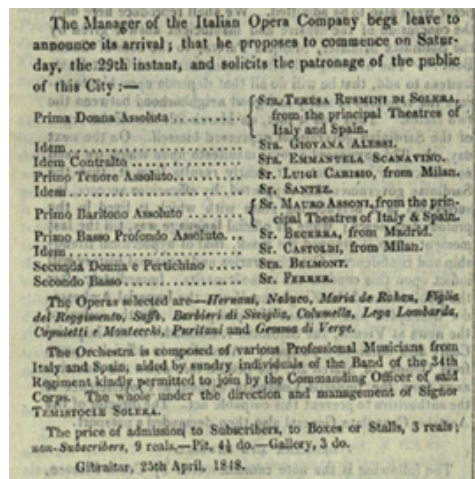 The Manager of the Italian Opera Company begs leave to
announce its arrival; that he proposes to commence on Satur-
day, the 29th instant, and solicits the patronage of the public
of this City:—
Prima Donna Assoluta ........ { Sra. TERESA RUSMINI DI SOLERA,
from the principal Theatres of
Italy and Spain.
Idem ........ Sra. GIOVANA ALESSI.
Idem Contralto ........ Sra. EMMANUELA SCANAVINO.
Primo Tenore Assoluto ........ Sr. LUIGI CARISIO, from Milan.
Idem ........ Sr. SANTEZ.
Primo Baritono Assoluto ........ { Sr. MAURO ASSONI, from the prin-
cipal Theatres of Italy & Spain.
Primo Basso Profondo Assoluto ... Sr. BECERRA, from Madrid.
Idem ........ Sr. CASTOLDI, from Milan.
Seconda Donna e Pertichino ...... Sra. BELMONT.
Secondo Basso ........ Sr. FERRER.
The Operas selected are—Hernani, Nabuco, Maria de Rohan, Figlia
del Reggimento, Saffo, Barbieri di Siviglia, Columella, Lega Lombarda,
Capuletti e Montecchi, Puritani and Gemma di Verge.
The Orchestra is composed of various Professional Musicians from
Italy and Spain, aided by sundry individuals of the Band of the 34th
Regiment kindly permitted to join by the Commanding Officer of said
Corps. The whole under the direction and management of Signor
TEMISTOCLE SOLERA.
The price of admission to Subscribers, to Boxes or Stalls, 3 reals;
non-Subscribers, 9 reals.—Pit, 4½ do.—Gallery, 3 do.
Gibraltar, 25th April, 1848.